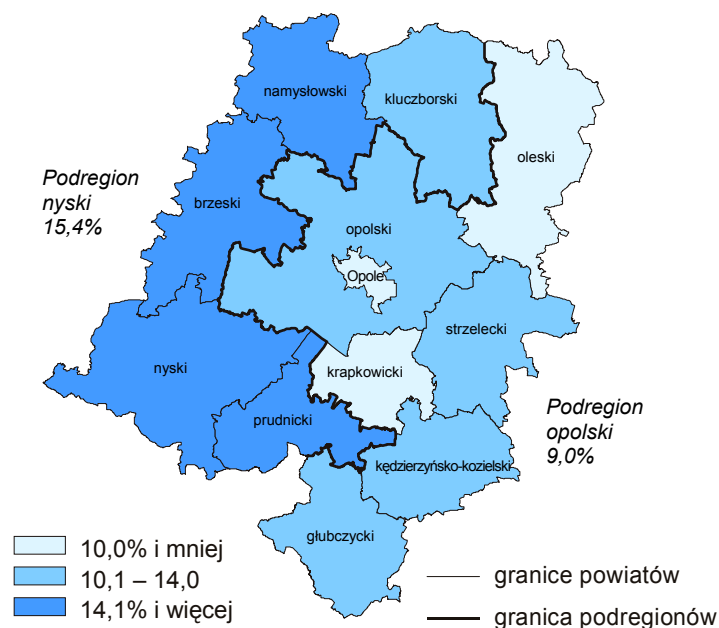 namysłowski
kluczborski
oleski
Podregion
nyski
15,4%
brzeski
opolski
Opole
strzelecki
nyski
krapkowicki
prudnicki
Podregion
opolski
9,0%
kędzierzyńsko-kozielski
głubczycki
10,0% i mniej
10,1 – 14,0
14,1% i więcej
granice powiatów
granica podregionów